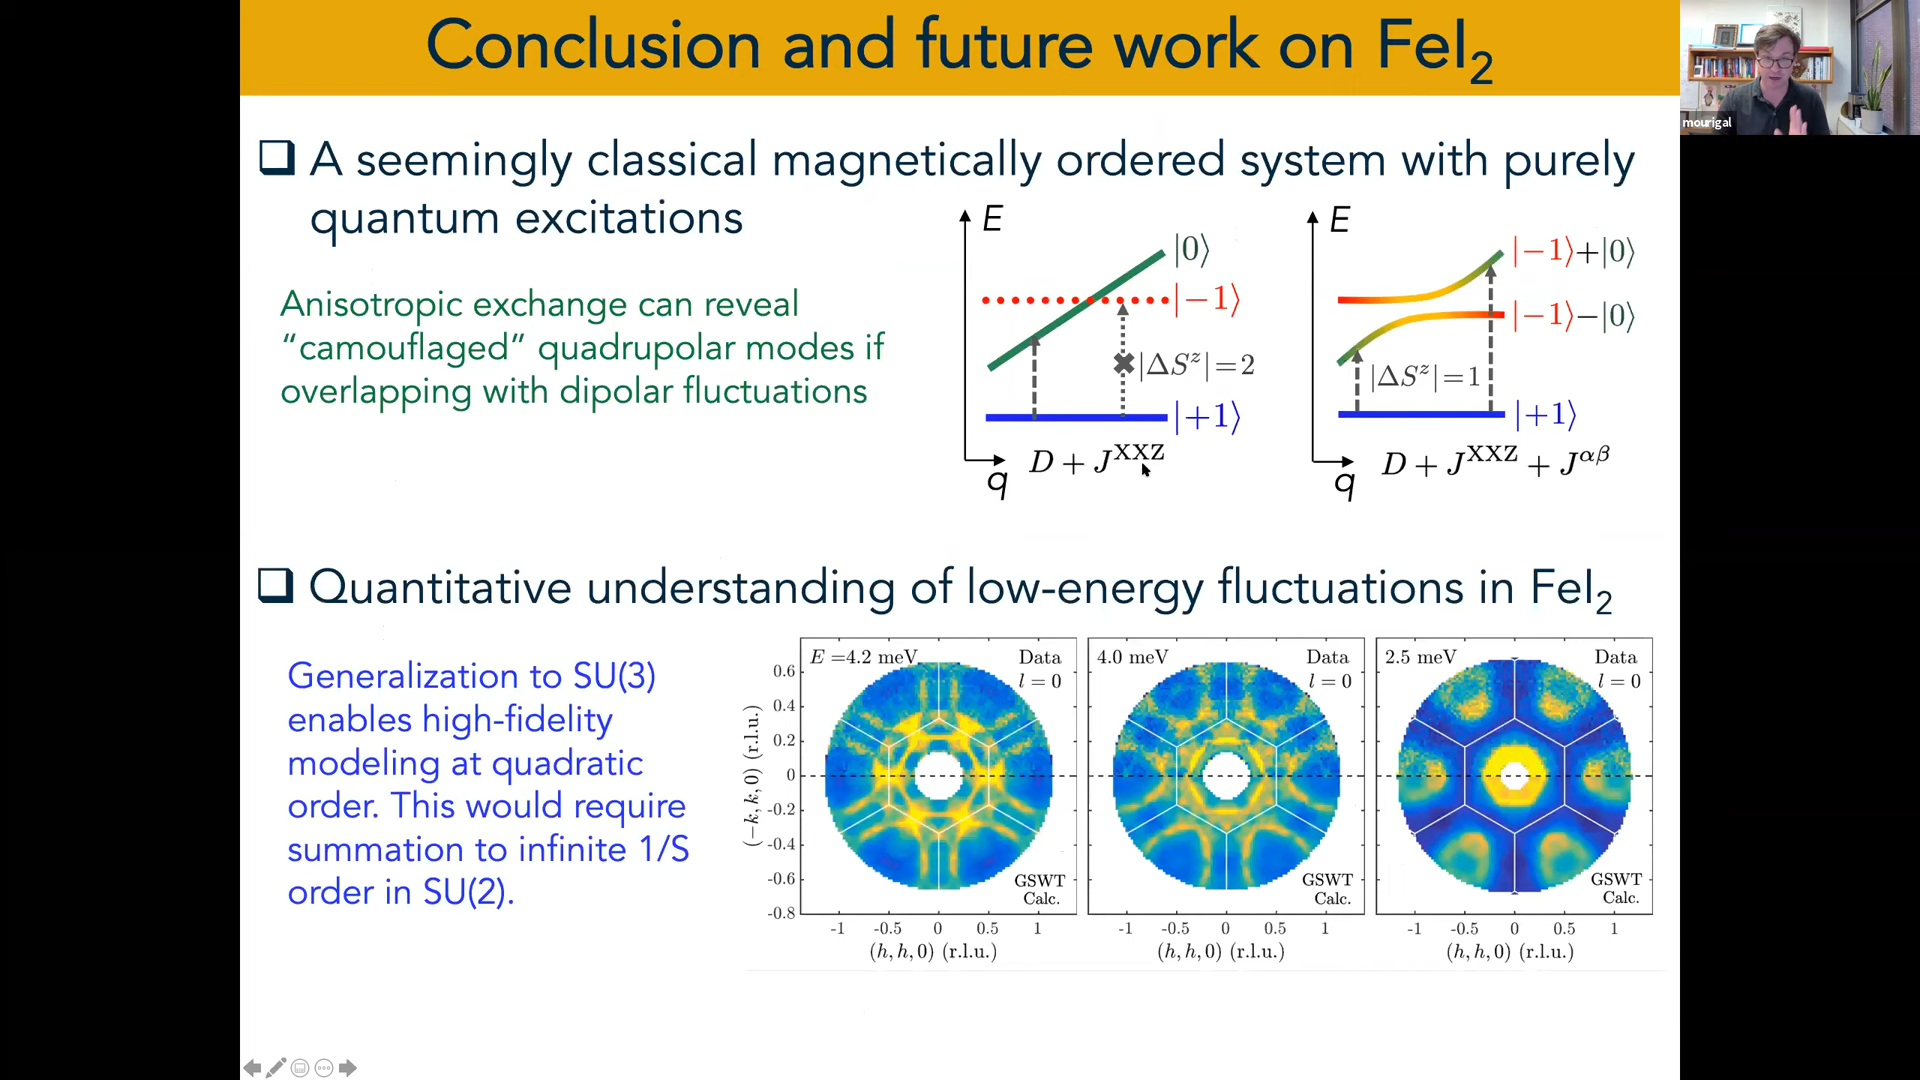 Conclusion and future work on FeI₂
mourigal
❑ A seemingly classical magnetically ordered system with purely
quantum excitations
Anisotropic exchange can reveal
“camouflaged” quadrupolar modes if
overlapping with dipolar fluctuations
E
|0⟩
|−1⟩
|ΔSᶻ|=2
|+1⟩
q
D + J^XXZ
E
|−1⟩+|0⟩
|−1⟩−|0⟩
|ΔSᶻ|=1
|+1⟩
q
D + J^XXZ + J^αβ
❑ Quantitative understanding of low-energy fluctuations in FeI₂
Generalization to SU(3)
enables high-fidelity
modeling at quadratic
order. This would require
summation to infinite 1/S
order in SU(2).
(−k, k, 0) (r.l.u.)
0.6
0.4
0.2
0
-0.2
-0.4
-0.6
-0.8
E =4.2 meV
Data
l = 0
GSWT
Calc.
-1 -0.5 0 0.5 1
(h, h, 0) (r.l.u.)
4.0 meV
Data
l = 0
GSWT
Calc.
-1 -0.5 0 0.5 1
(h, h, 0) (r.l.u.)
2.5 meV
Data
l = 0
GSWT
Calc.
-1 -0.5 0 0.5 1
(h, h, 0) (r.l.u.)